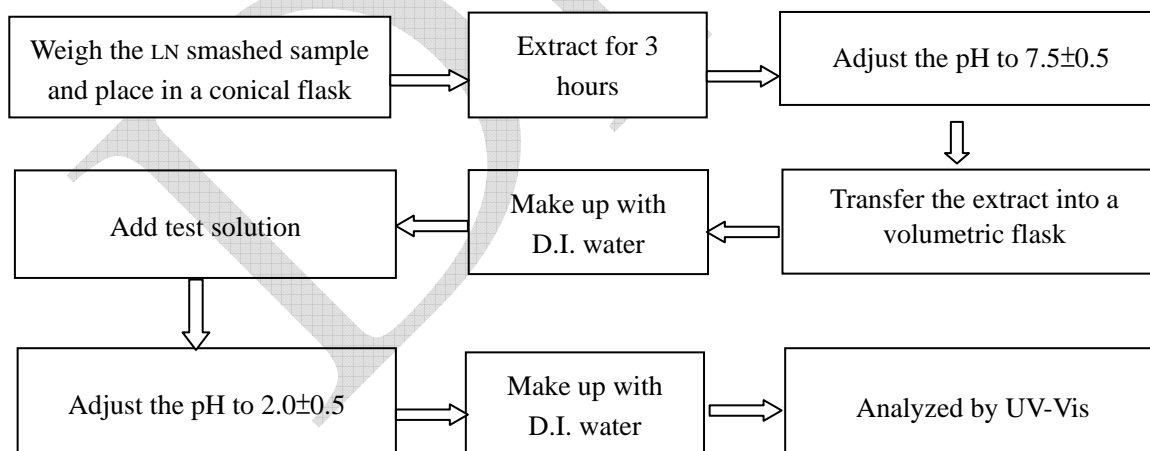 Weigh the LN smashed sample
and place in a conical flask
Extract for 3
hours
Adjust the pH to 7.5±0.5
Transfer the extract into a
volumetric flask
Make up with
D.I. water
Add test solution
Adjust the pH to 2.0±0.5
Make up with
D.I. water
Analyzed by UV-Vis